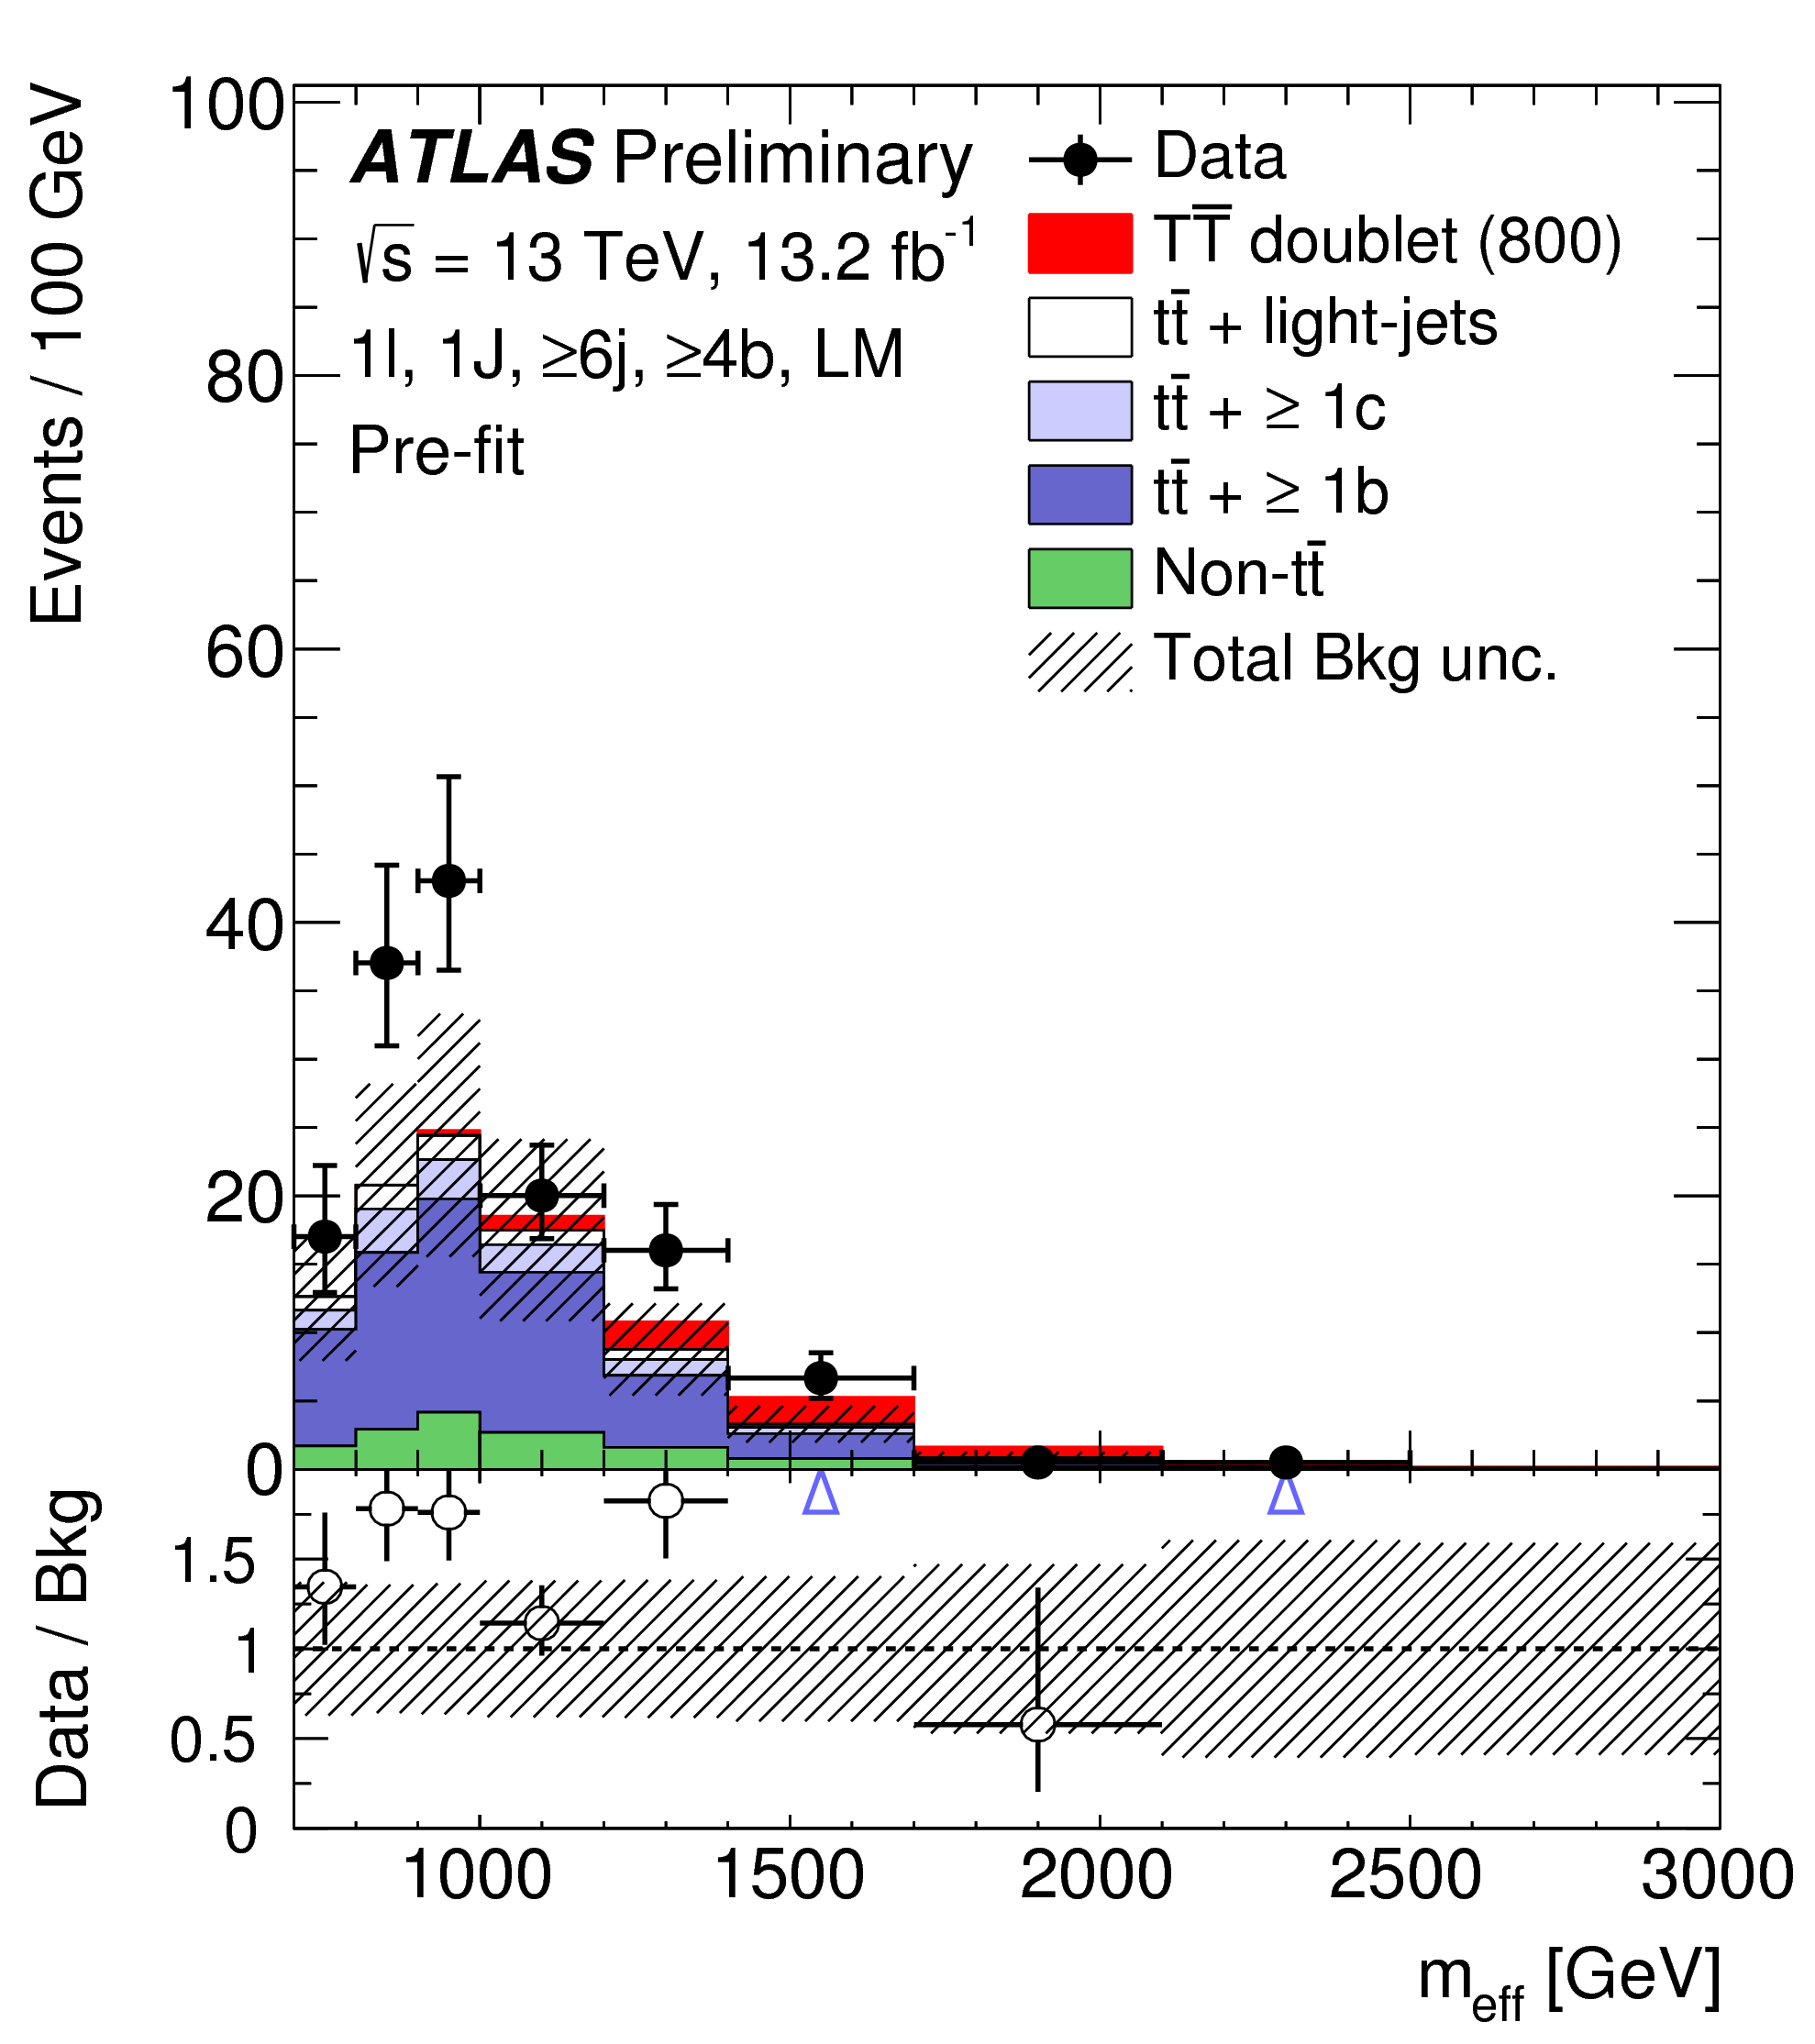 Events / 100 GeV
100
80
60
40
20
0
ATLAS Preliminary
√s = 13 TeV, 13.2 fb⁻¹
1l, 1J, ≥6j, ≥4b, LM
Pre-fit
Data
TT̅ doublet (800)
tt̄ + light-jets
tt̄ + ≥ 1c
tt̄ + ≥ 1b
Non-tt̄
Total Bkg unc.
Data / Bkg
1.5
1
0.5
0
1000 1500 2000 2500 3000
m_eff [GeV]